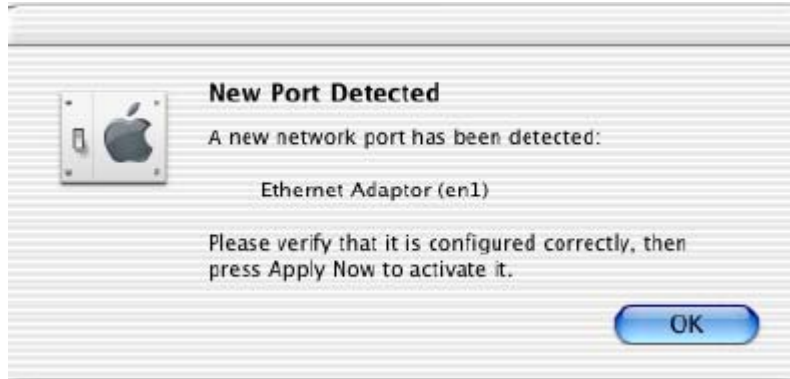 New Port Detected
A new network port has been detected:
Ethernet Adaptor (en1)
Please verify that it is configured correctly, then
press Apply Now to activate it.
OK